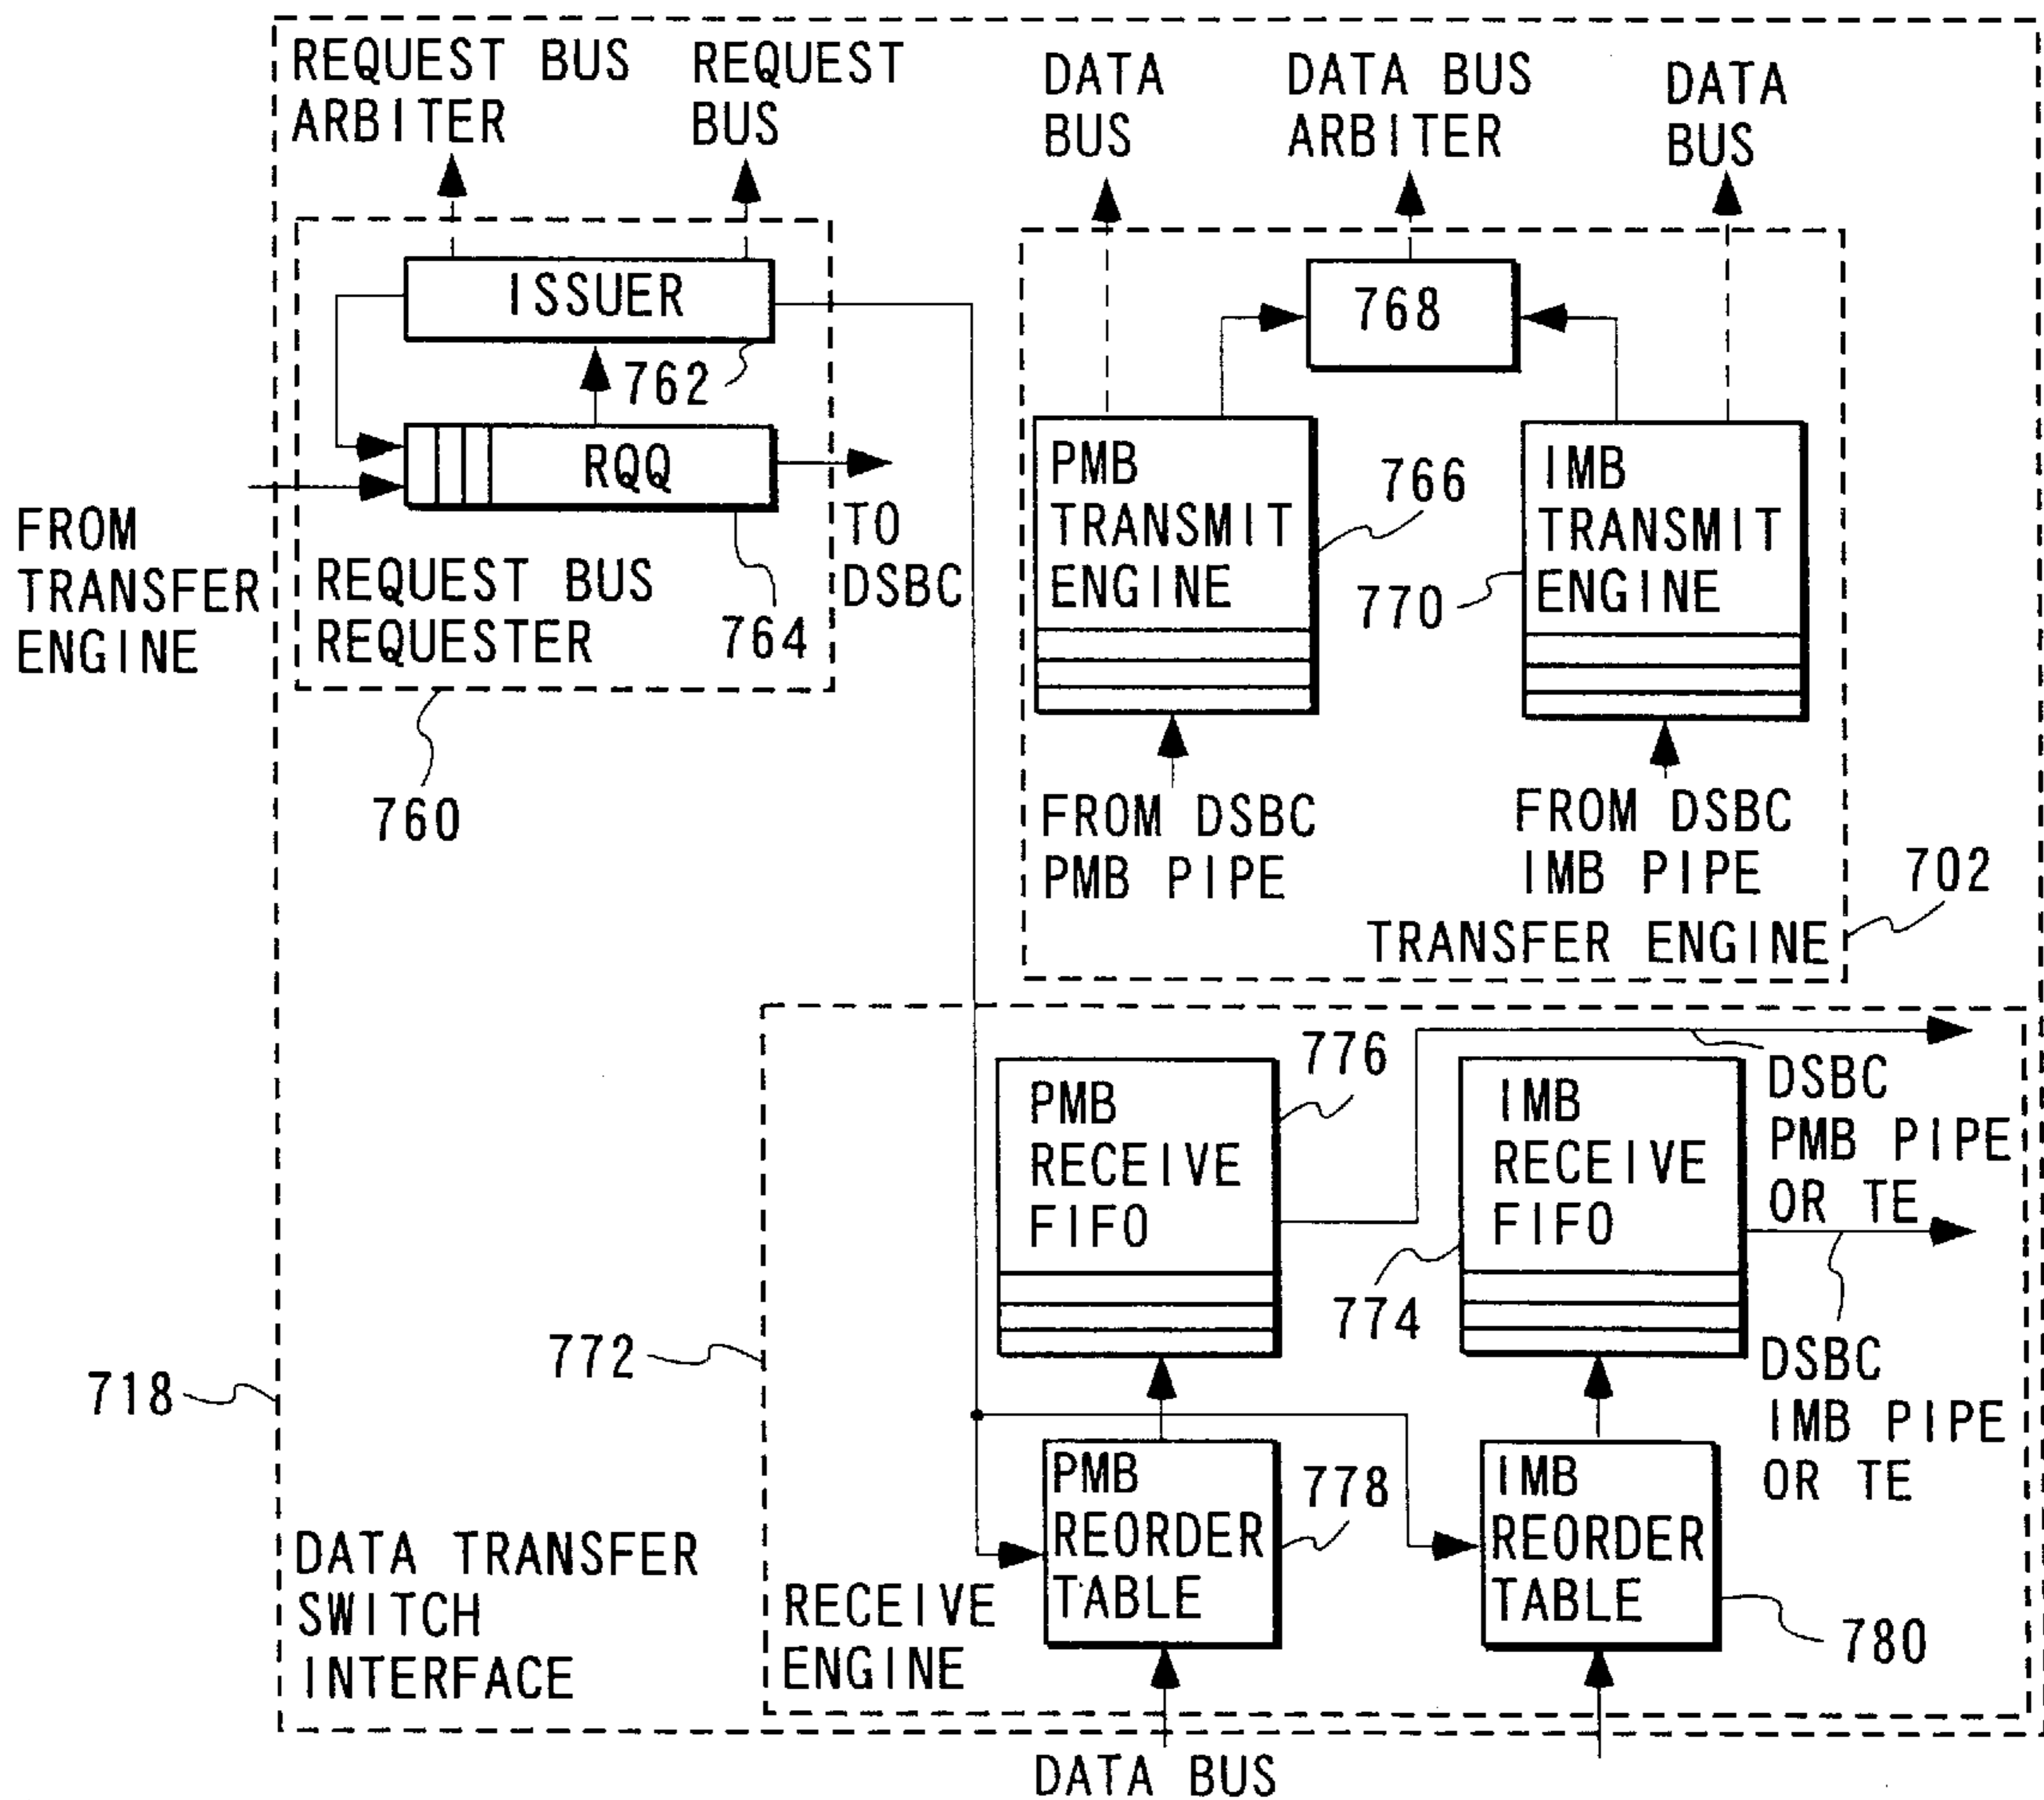 REQUEST BUS
ARBITER
REQUEST
BUS
DATA
BUS
DATA BUS
ARBITER
DATA
BUS
ISSUER
762
768
RQQ
FROM
TRANSFER
ENGINE
TO
DSBC
REQUEST BUS
REQUESTER
764
760
PMB
TRANSMIT
ENGINE
766
IMB
TRANSMIT
ENGINE
770
FROM DSBC
PMB PIPE
FROM DSBC
IMB PIPE
702
TRANSFER ENGINE
776
PMB
RECEIVE
FIFO
IMB
RECEIVE
FIFO
774
DSBC
PMB PIPE
OR TE
DSBC
IMB PIPE
OR TE
772
718
PMB
REORDER
TABLE
778
IMB
REORDER
TABLE
780
DATA TRANSFER
SWITCH
INTERFACE
RECEIVE
ENGINE
DATA BUS